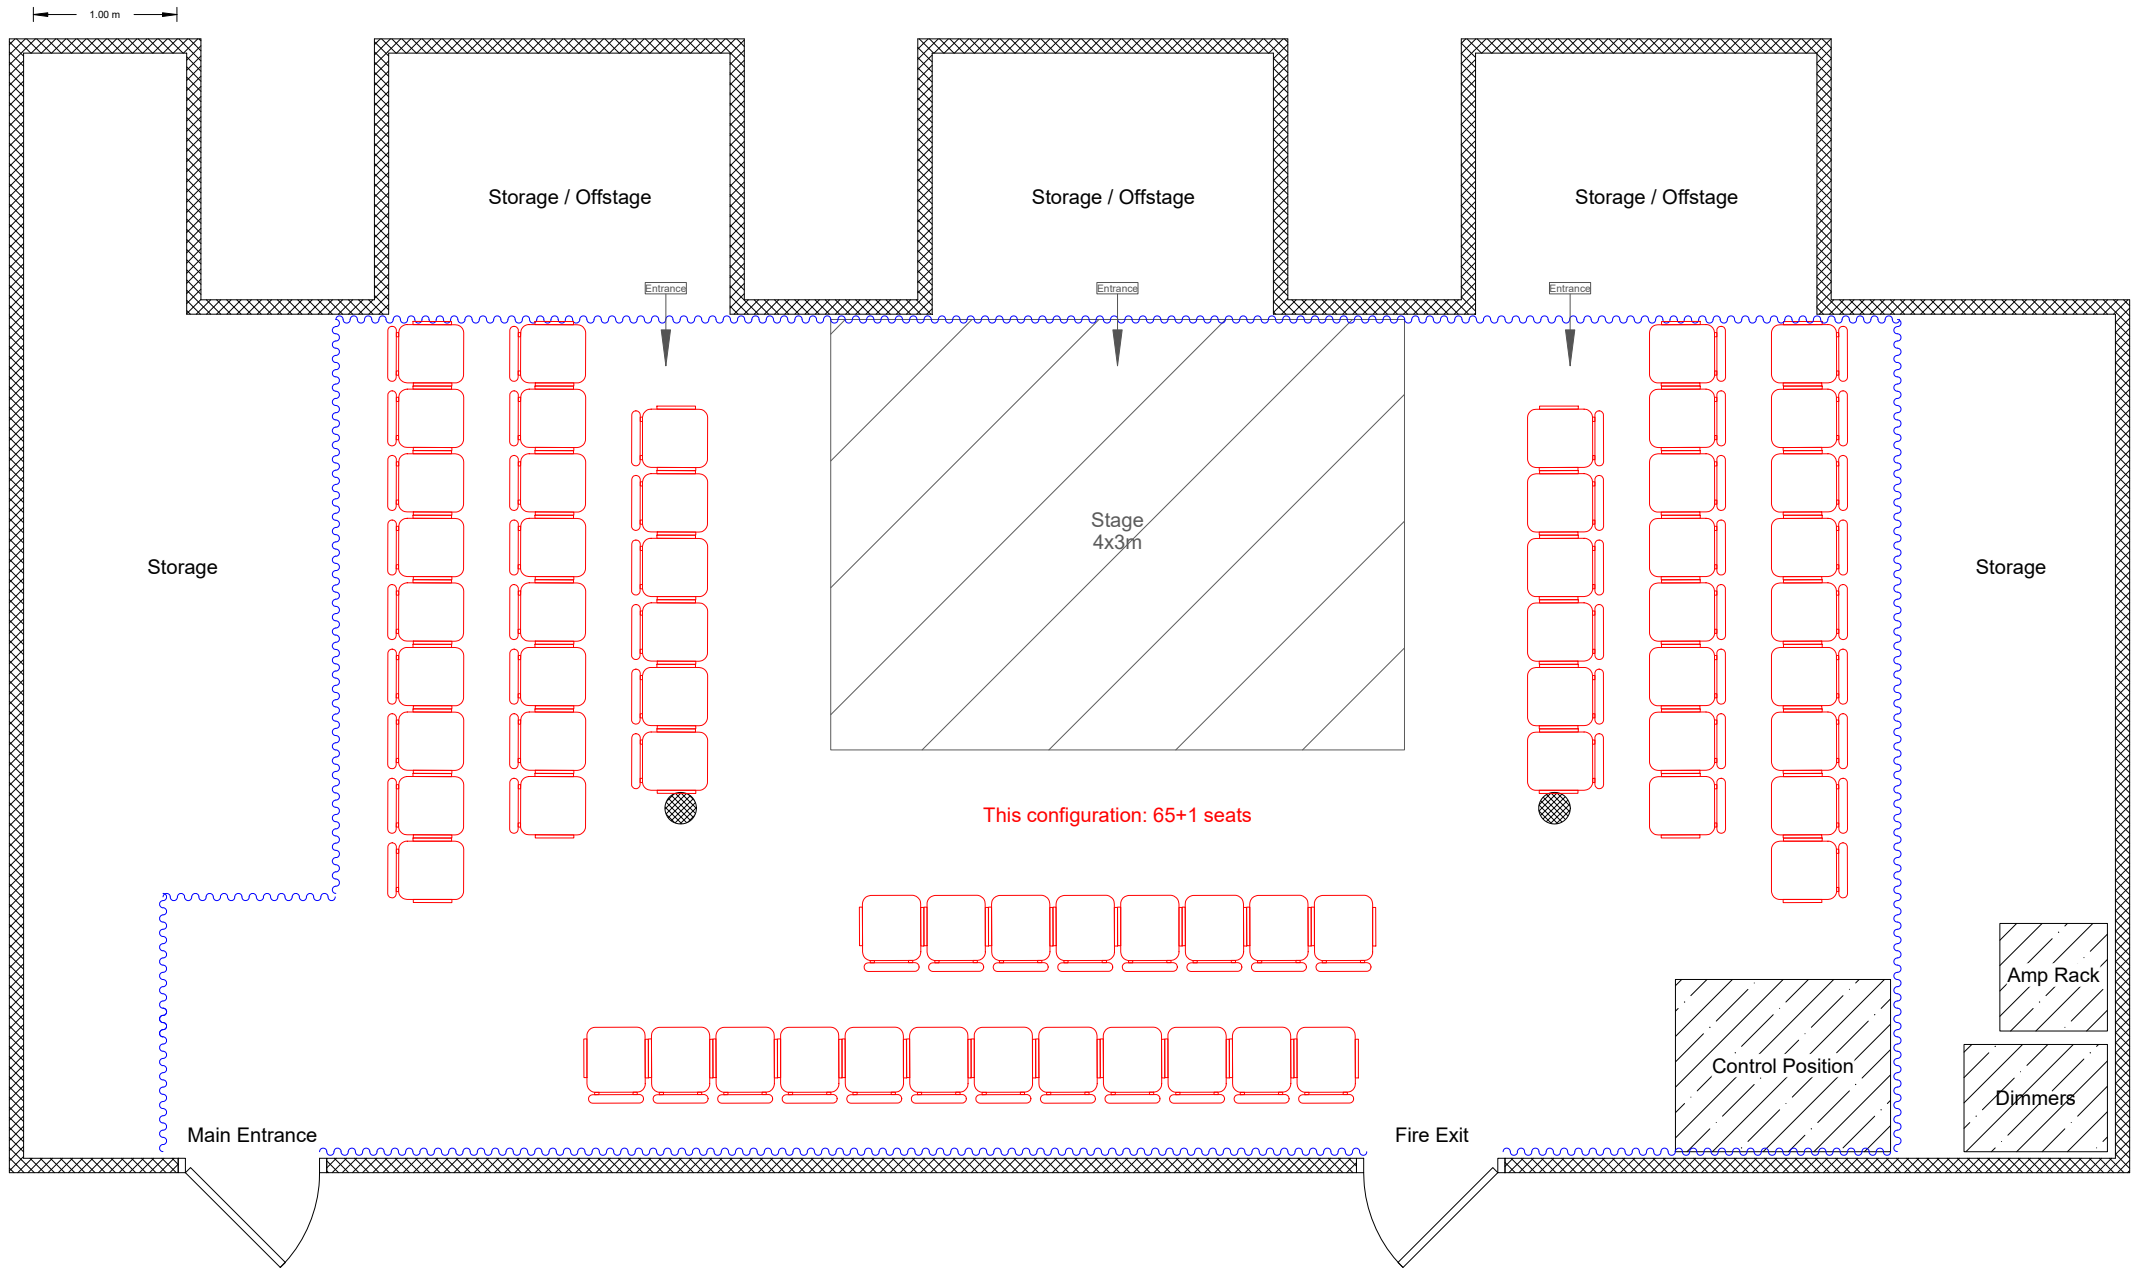 1.00 m
Storage / Offstage
Storage / Offstage
Storage / Offstage
Entrance
Entrance
Entrance
Stage
4x3m
Storage
Storage
This configuration: 65+1 seats
Amp Rack
Control Position
Dimmers
Main Entrance
Fire Exit